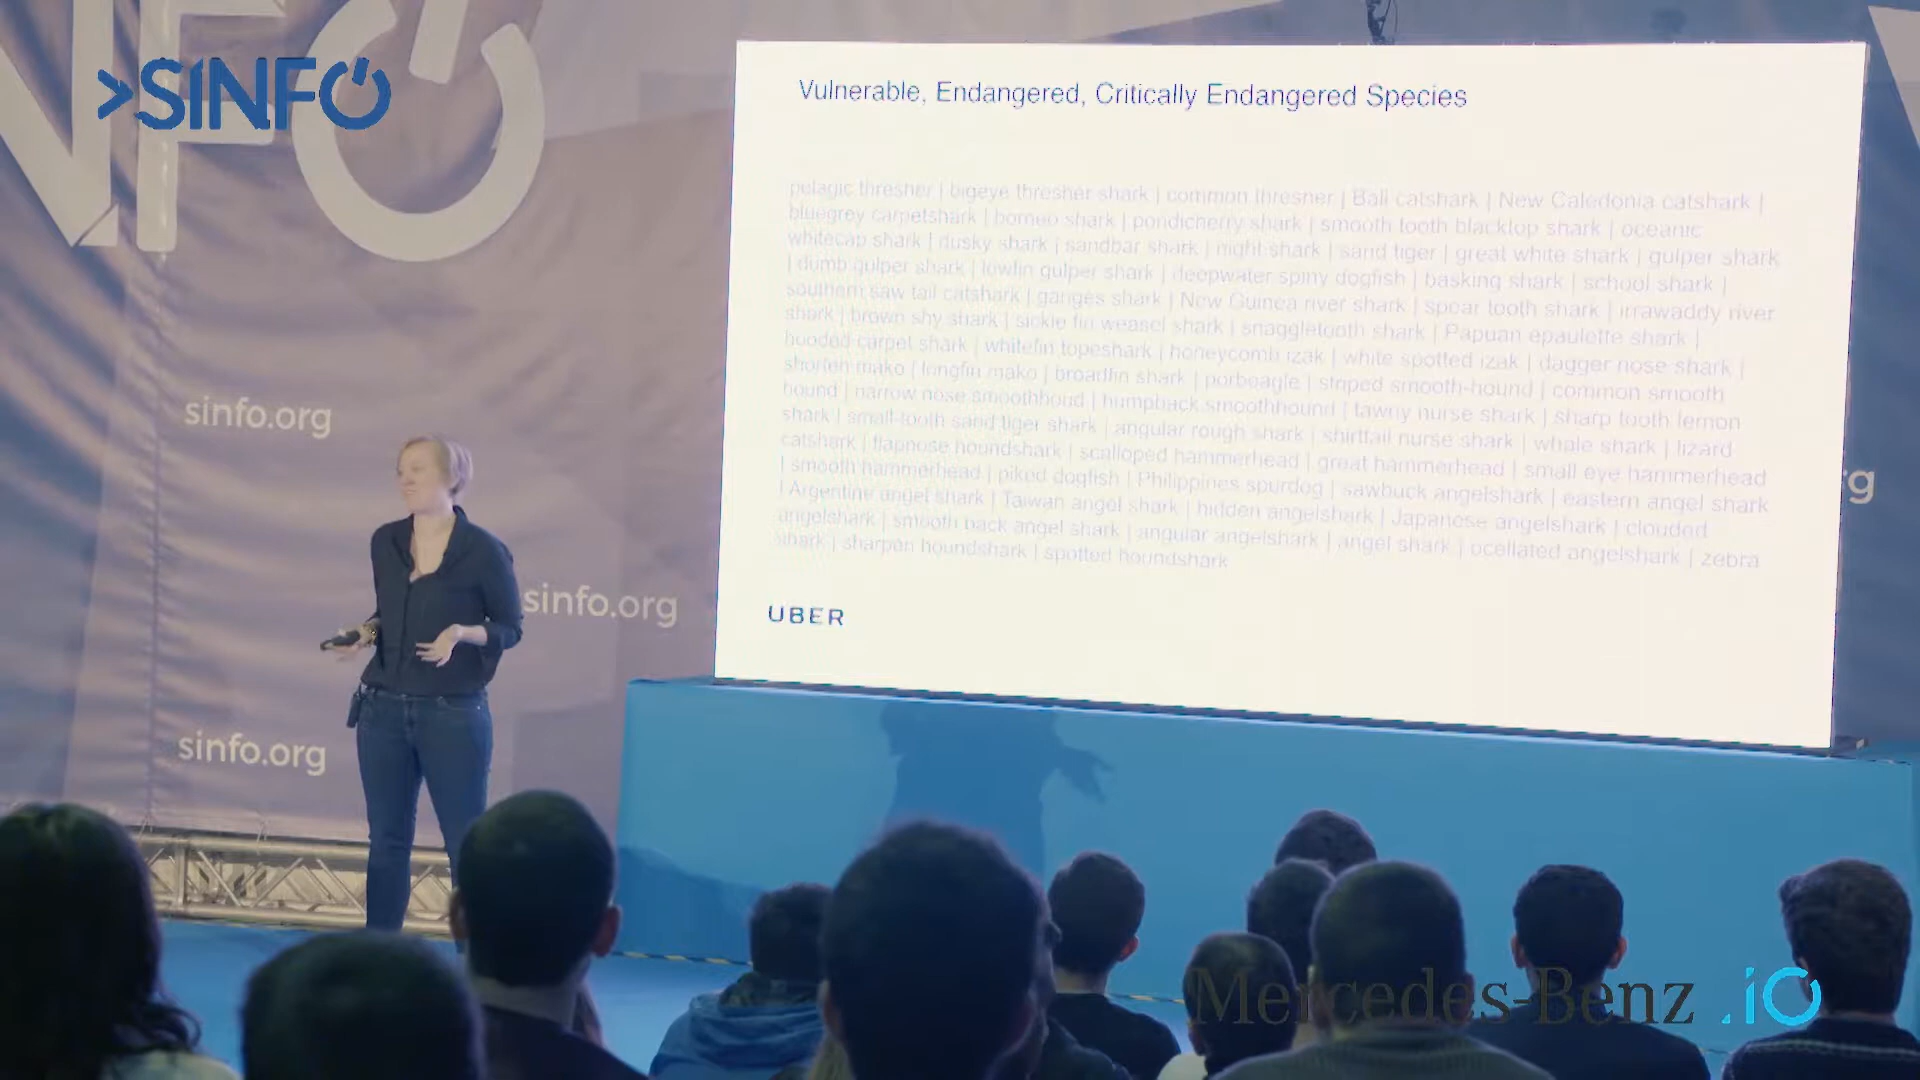 NFO
>SINFO
sinfo.org
sinfo.org
sinfo.org
rg
Vulnerable, Endangered, Critically Endangered Species
pelagic thresher | bigeye thresher shark | common thresher | Bali catshark | New Caledonia catshark |
bluegrey carpetshark | borneo shark | pondicherry shark | smooth tooth blacktop shark | oceanic
whitecap shark | dusky shark | sandbar shark | night shark | sand tiger | great white shark | gulper shark
| dumb gulper shark | lowfin gulper shark | deepwater spiny dogfish | basking shark | school shark |
southern saw tail catshark | ganges shark | New Guinea river shark | spear tooth shark | irrawaddy river
shark | brown shy shark | sickle fin weasel shark | snaggletooth shark | Papuan epaulette shark |
hooded carpet shark | whitefin topeshark | honeycomb izak | white spotted izak | dagger nose shark |
shorten mako | longfin mako | broadfin shark | porbeagle | striped smooth-hound | common smooth
hound | narrow nose smoothhoud | humpback smoothhound | tawny nurse shark | sharp tooth lemon
shark | small-tooth sand tiger shark | angular rough shark | shirttail nurse shark | whale shark | lizard
catshark | flapnose houndshark | scalloped hammerhead | great hammerhead | small eye hammerhead
| smooth hammerhead | piked dogfish | Philippines spurdog | sawbuck angelshark | eastern angel shark
| Argentine angel shark | Taiwan angel shark | hidden angelshark | Japanese angelshark | clouded
angelshark | smooth back angel shark | angular angelshark | angel shark | ocellated angelshark | zebra
shark | sharpen houndshark | spotted houndshark
UBER
Mercedes-Benz .io